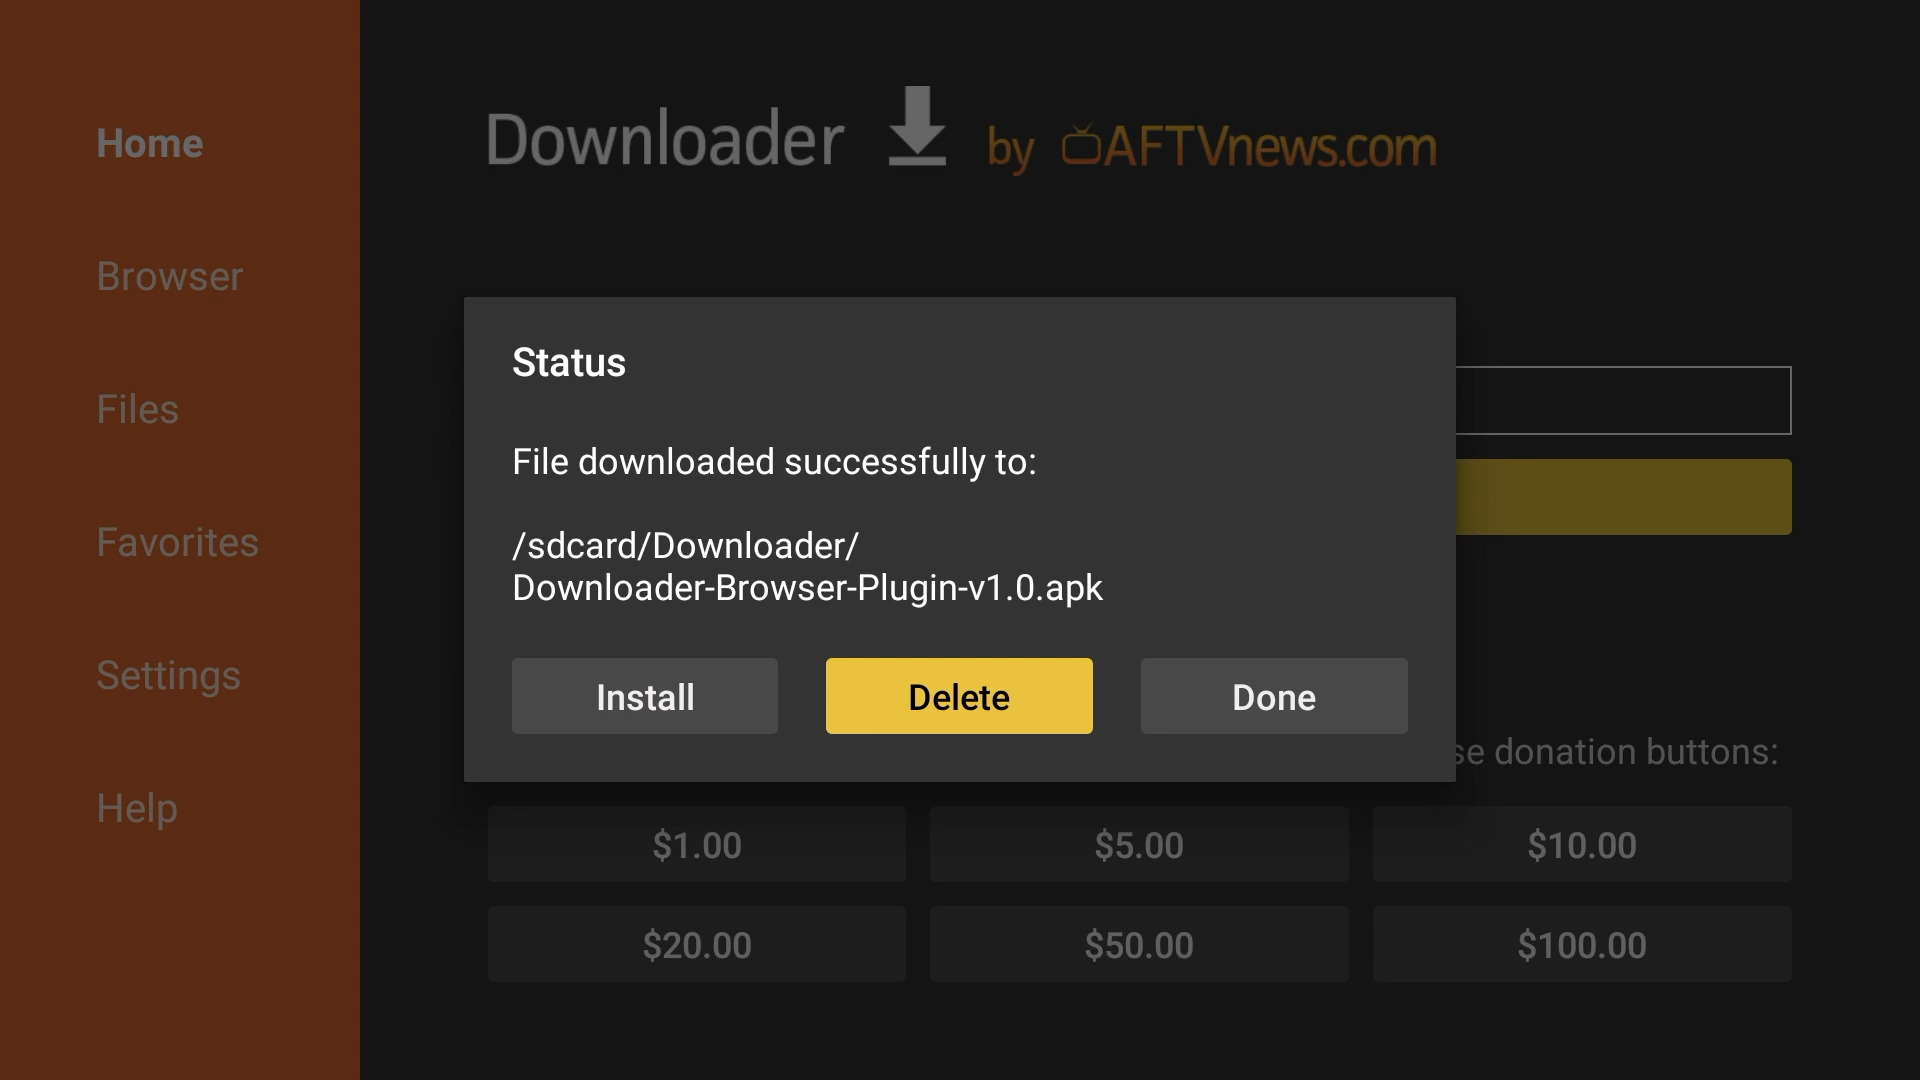 Home
Browser
Files
Favorites
Settings
Help
Downloader by AFTVnews.com
Status
File downloaded successfully to:
/sdcard/Downloader/
Downloader-Browser-Plugin-v1.0.apk
Install Delete Done
donation buttons:
$1.00 $5.00 $10.00
$20.00 $50.00 $100.00